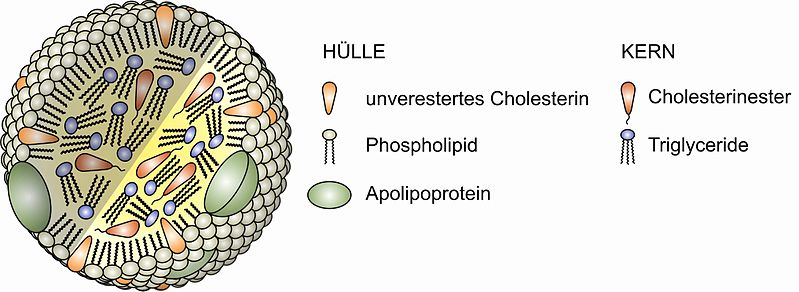 HÜLLE
unverestertes Cholesterin
Phospholipid
Apolipoprotein
KERN
Cholesterinester
Triglyceride